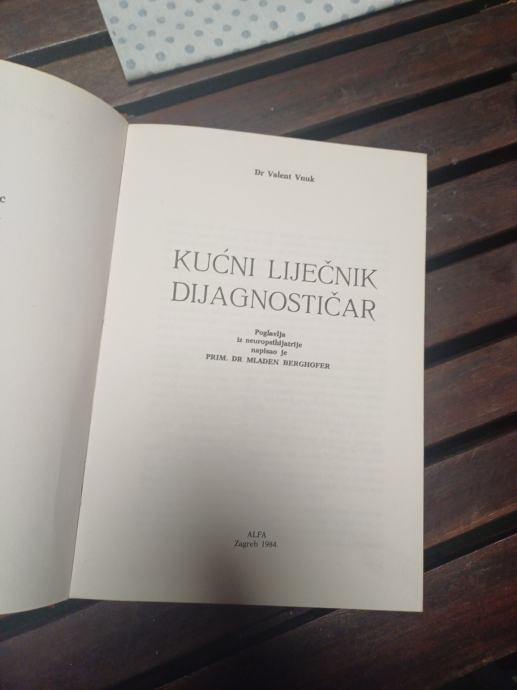 Dr Valent Vnuk
KUĆNI LIJEČNIK
DIJAGNOSTIČAR
Poglavlja
iz neuropsihijatrije
napisao je
PRIM. DR MLADEN BERGHOFER
ALFA
Zagreb 1984.